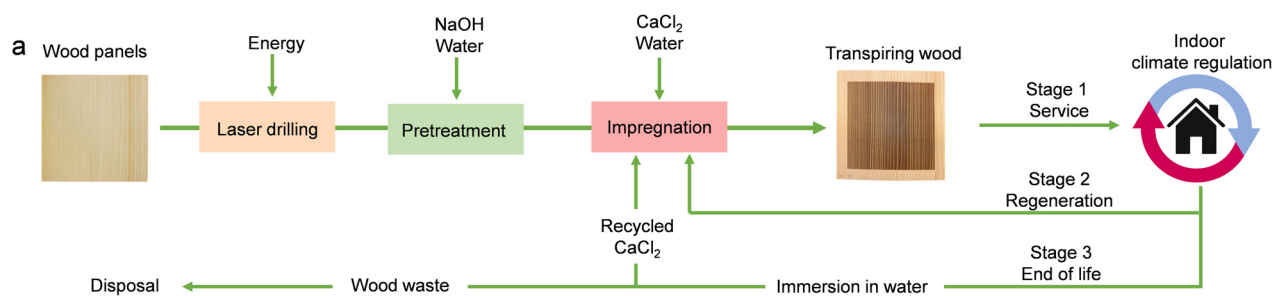 a
Wood panels
Energy
Laser drilling
NaOH
Water
Pretreatment
CaCl₂
Water
Impregnation
Transpiring wood
Stage 1
Service
Indoor
climate regulation
Stage 2
Regeneration
Recycled
CaCl₂
Stage 3
End of life
Disposal
Wood waste
Immersion in water